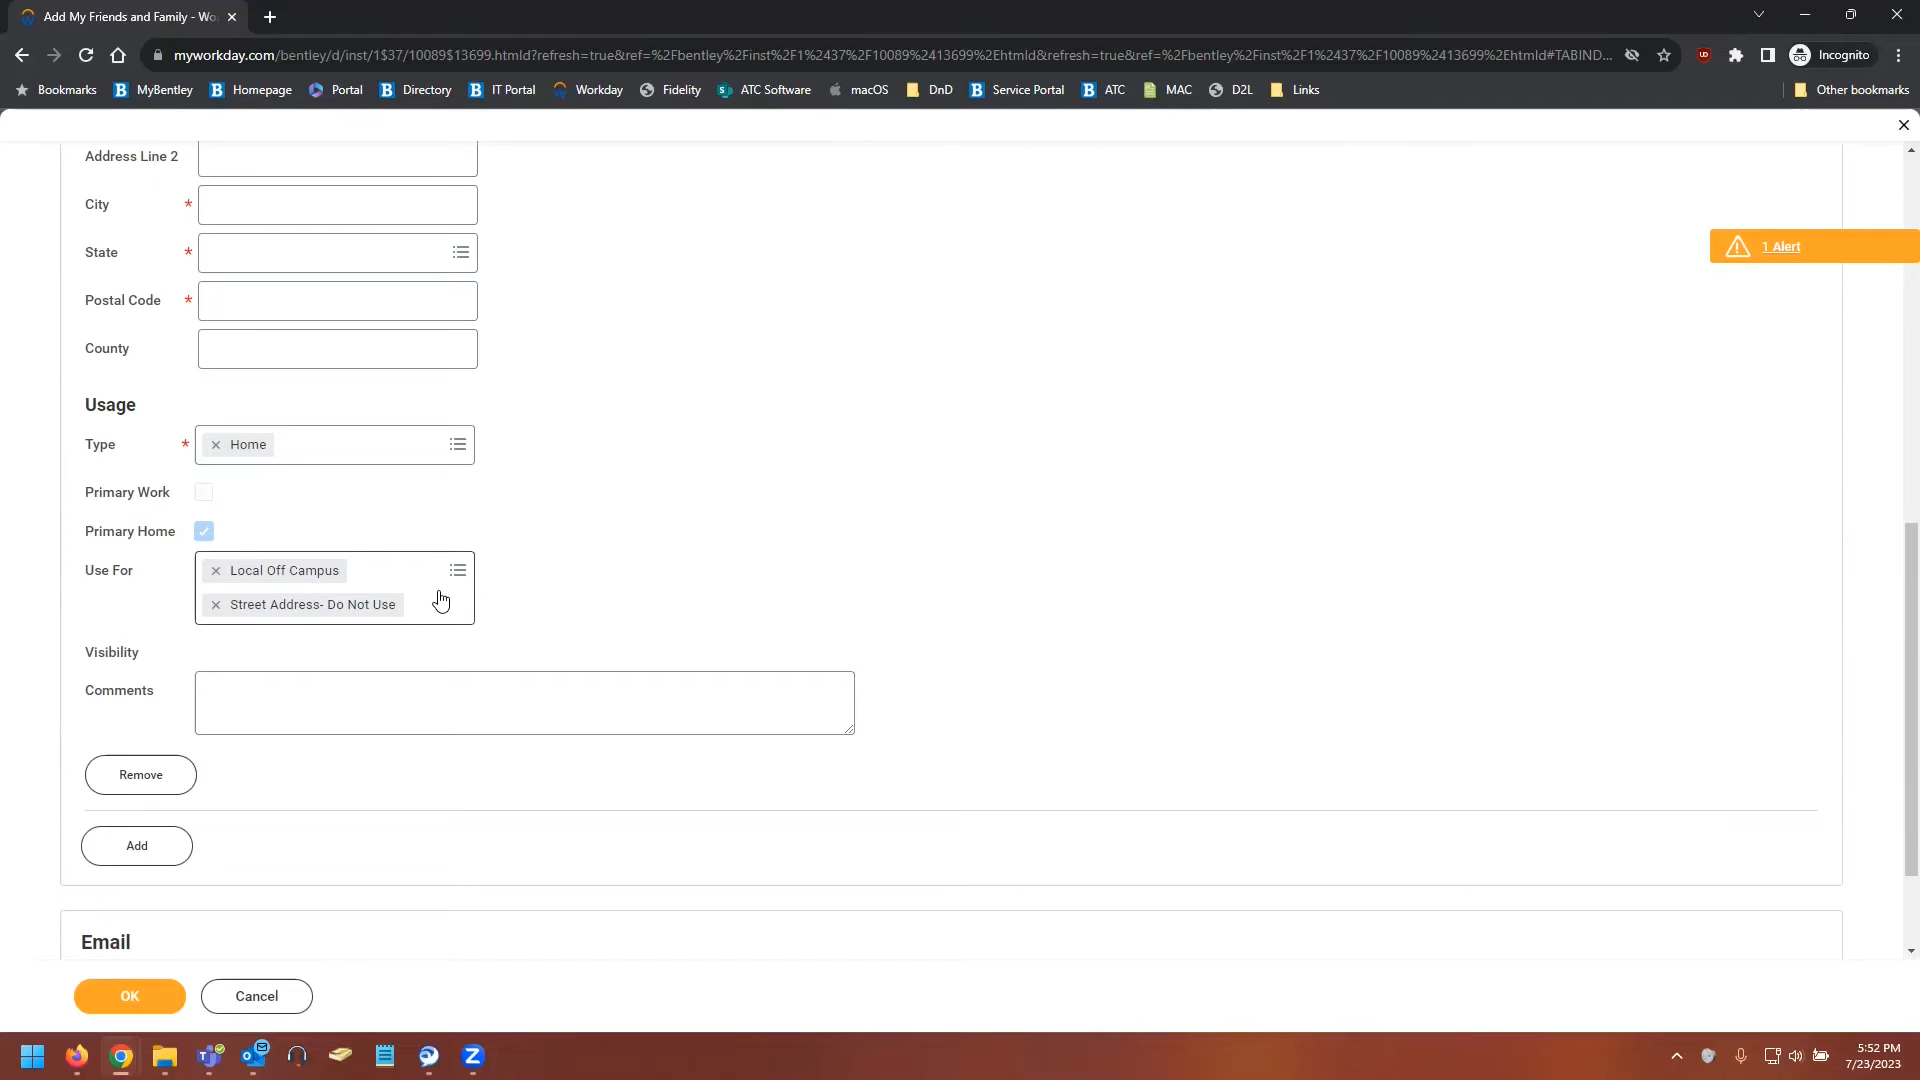 Add My Friends and Family - Wo
myworkday.com/bentley/d/inst/1$37/10089$13699.htmld?refresh=true&ref=%2Fbentley%2Finst%2F1%2437%2F10089%2413699%2Ehtmld&refresh=true&ref=%2Fbentley%2Finst%2F1%2437%2F10089%2413699%2Ehtmld#TABIND...
Incognito
Bookmarks MyBentley Homepage Portal Directory IT Portal Workday Fidelity ATC Software macOS DnD Service Portal ATC MAC D2L Links Other bookmarks
Address Line 2
City *
State *
1 Alert
Postal Code *
County
Usage
Type * Home
Primary Work
Primary Home
Use For Local Off Campus
Street Address- Do Not Use
Visibility
Comments
Remove
Add
Email
OK Cancel
5:52 PM
7/23/2023